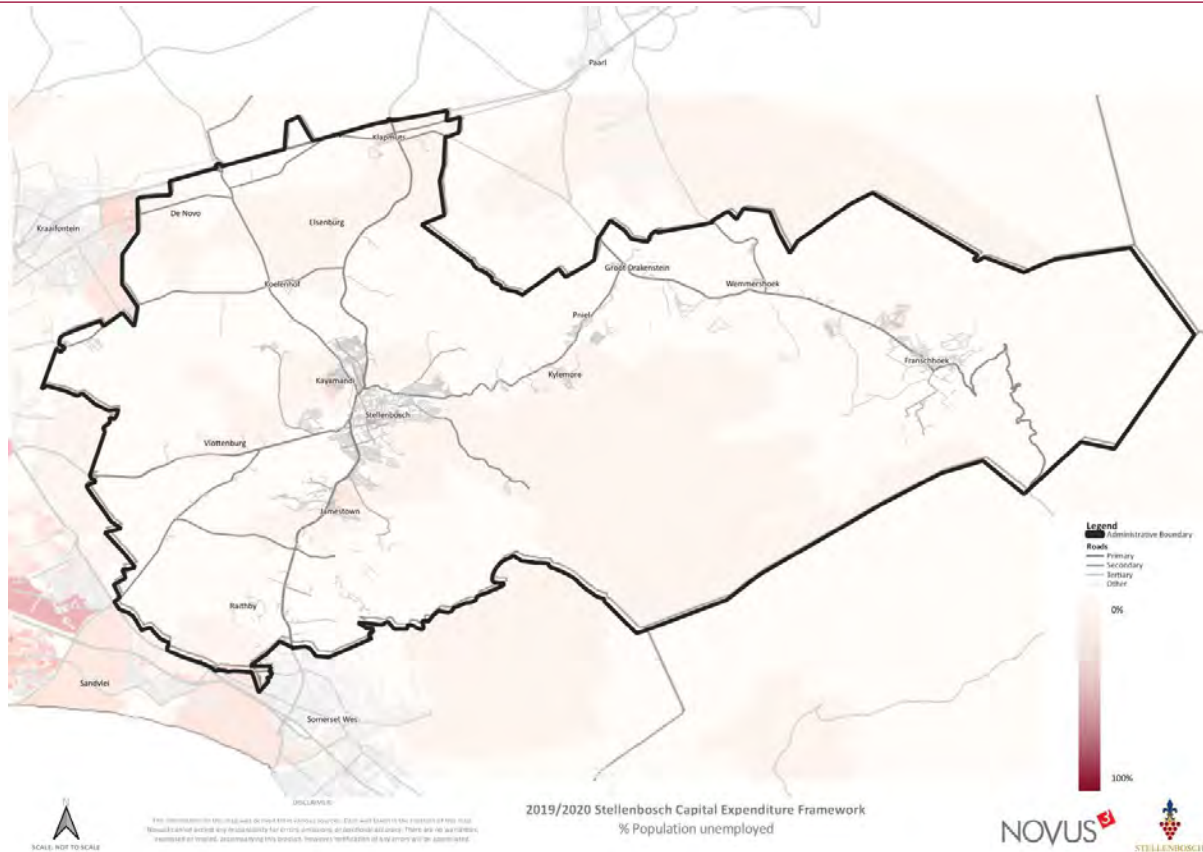 Paarl
Klapmuts
De Novo
Elsenburg
Kraaifontein
Koelenhof
Groot Drakenstein
Wemmershoek
Pniel
Franschhoek
Kayamandi
Kylemore
Stellenbosch
Vlottenburg
Jamestown
Raithby
Sandvlei
Somerset Wes
Legend
Administrative Boundary
Roads
Primary
Secondary
Tertiary
Other
0%
100%
N
SCALE: NOT TO SCALE
DISCLAIMER:
2019/2020 Stellenbosch Capital Expenditure Framework
% Population unemployed
NOVUS3
STELLENBOSCH